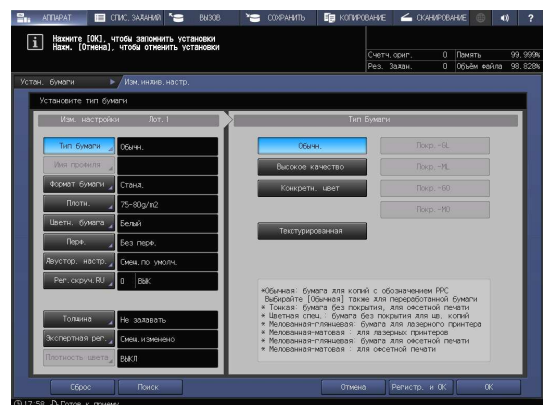 АППАРАТ
СПИС. ЗАДАНИЙ
ВЫЗОВ
СОХРАНИТЬ
КОПИРОВАНИЕ
СКАНИРОВАНИЕ
Нажмите [OK], чтобы запомнить установки
Нажм. [Отмена], чтобы отменить установки
Счетч.ориг. 0 Память 99.999%
Рез. Задан. 0 Объём файла 98.828%
Устан. бумаги
Изм.индив.настр.
Установите тип бумаги
Изм. настройки Лот.1
Тип Бумаги
Тип бумаги Обычн.
Имя профиля
Формат бумаги Станд.
Плотн. 75-80g/m2
Цветн. бумага Белый
Перф. Без перф.
Двустор. настр. Смещ.по умолч.
Рег.скруч.RU 0 ВЫК
Толщина Не задавать
Экспертная рег. Смещ.изменено
Плотность цвета ВЫКЛ
Обычн.
Покр.-GL
Высокое качество
Покр.-ML
Конкретн. цвет
Покр.-GO
Покр.-MO
Текстурированная
*Обычная: бумага для копий с обозначением PPC
Выбирайте [Обычная] также для переработанной бумаги
* Тонкая: бумага без покрытия, для офсетной печати
* Цветная спец.: бумага без покрытия для цв. копий
* Мелованная-глянцевая: бумага для лазерного принтера
* Мелованная-матовая : для лазерных принтеров
* Мелованная-глянцевая: бумага для офсетной печати
* Мелованная-матовая : для офсетной печати
Сброс
Поиск
Отмена
Регистр. и OK
OK
17:58
Готов к приему